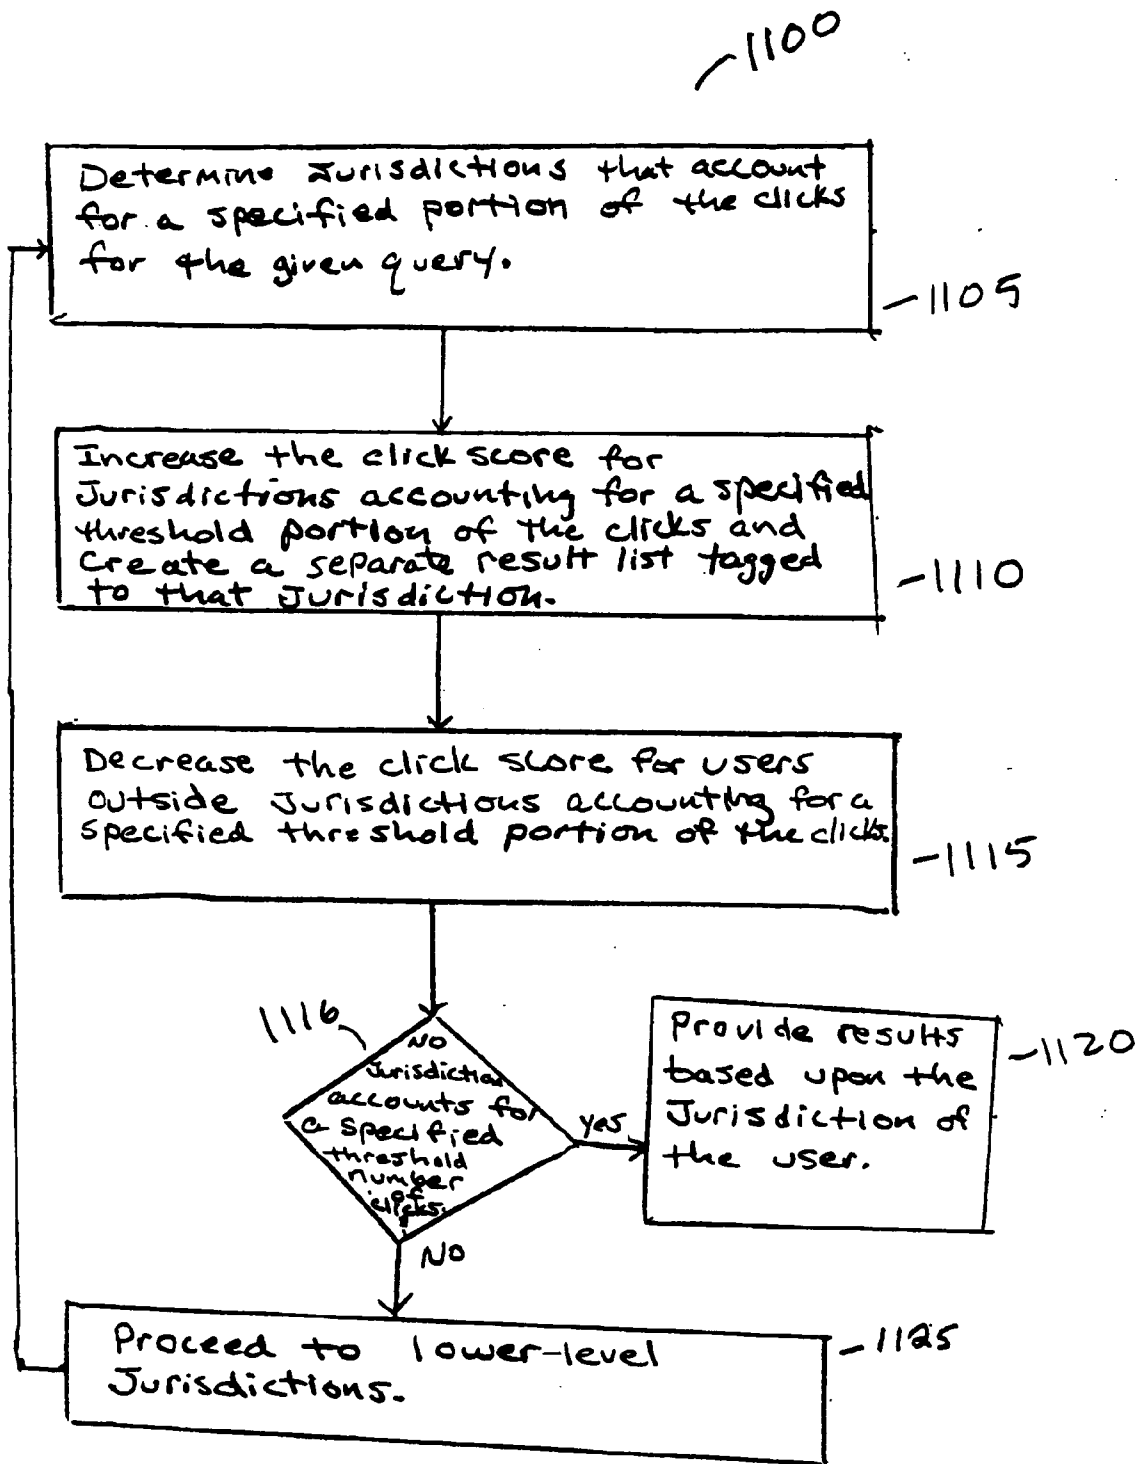 1100
Determine Jurisdictions that account
for a specified portion of the clicks
for the given query.
1105
Increase the click score for
Jurisdictions accounting for a specified
threshold portion of the clicks and
create a separate result list tagged
to that Jurisdiction.
1110
Decrease the click score for users
outside Jurisdictions accounting for a
specified threshold portion of the clicks.
1115
1116
NO
Jurisdiction
accounts for
a specified
threshold
number
of
clicks.
yes
NO
Provide results
based upon the
Jurisdiction of
the user.
1120
Proceed to lower-level
Jurisdictions.
1125